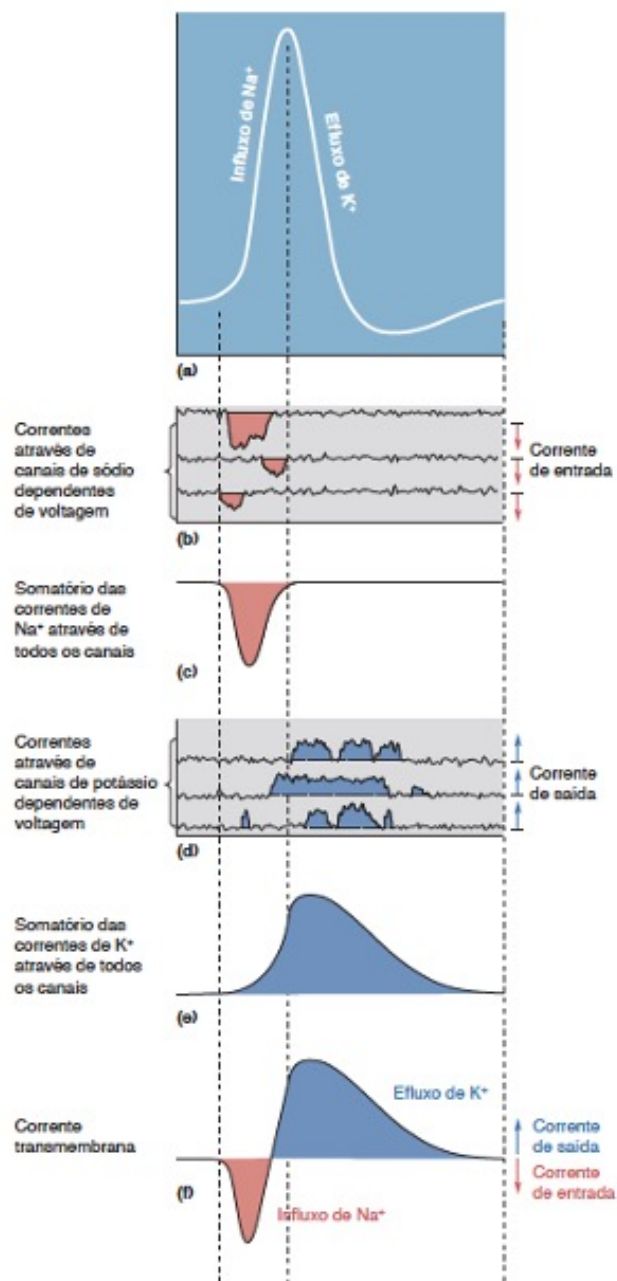 Influxo de Na⁺
Efluxo de K⁺
(a)
Correntes
através de
canais de sódio
dependentes
de voltagem
Corrente
de entrada
(b)
Somatório das
correntes de
Na⁺ através de
todos os canais
(c)
Correntes
através de
canais de potássio
dependentes de
voltagem
Corrente
de saída
(d)
Somatório das
correntes de K⁺
através de todos
os canais
(e)
Corrente
transmembrana
Efluxo de K⁺
Corrente
de saída
Corrente
de entrada
(f)
Influxo de Na⁺